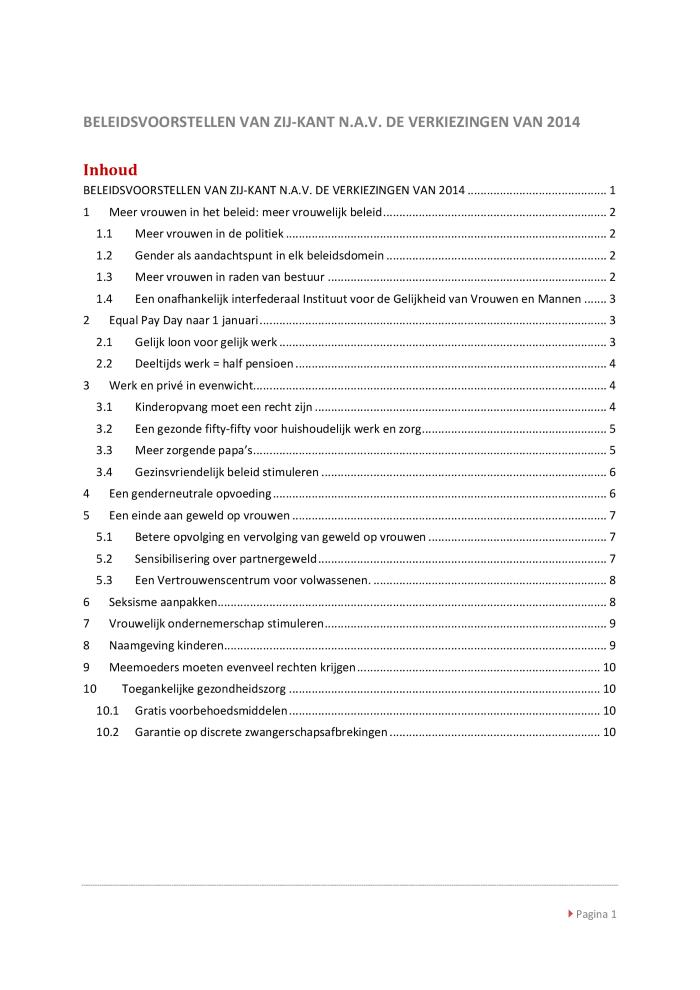 BELEIDSVOORSTELLEN VAN ZIJ-KANT N.A.V. DE VERKIEZINGEN VAN 2014
Inhoud
BELEIDSVOORSTELLEN VAN ZIJ-KANT N.A.V. DE VERKIEZINGEN VAN 2014 ........................................... 1
1 Meer vrouwen in het beleid: meer vrouwelijk beleid..................................................................... 2
1.1 Meer vrouwen in de politiek .................................................................................................... 2
1.2 Gender als aandachtspunt in elk beleidsdomein ..................................................................... 2
1.3 Meer vrouwen in raden van bestuur ....................................................................................... 2
1.4 Een onafhankelijk interfederaal Instituut voor de Gelijkheid van Vrouwen en Mannen ....... 3
2 Equal Pay Day naar 1 januari........................................................................................................... 3
2.1 Gelijk loon voor gelijk werk ...................................................................................................... 3
2.2 Deeltijds werk = half pensioen ................................................................................................. 4
3 Werk en privé in evenwicht............................................................................................................. 4
3.1 Kinderopvang moet een recht zijn ........................................................................................... 4
3.2 Een gezonde fifty-fifty voor huishoudelijk werk en zorg.......................................................... 5
3.3 Meer zorgende papa’s.............................................................................................................. 5
3.4 Gezinsvriendelijk beleid stimuleren ......................................................................................... 6
4 Een genderneutrale opvoeding ....................................................................................................... 6
5 Een einde aan geweld op vrouwen ................................................................................................. 7
5.1 Betere opvolging en vervolging van geweld op vrouwen ........................................................ 7
5.2 Sensibilisering over partnergeweld.......................................................................................... 7
5.3 Een Vertrouwenscentrum voor volwassenen. ......................................................................... 8
6 Seksisme aanpakken........................................................................................................................ 8
7 Vrouwelijk ondernemerschap stimuleren....................................................................................... 9
8 Naamgeving kinderen...................................................................................................................... 9
9 Meemoeders moeten evenveel rechten krijgen ........................................................................... 10
10 Toegankelijke gezondheidszorg ................................................................................................ 10
10.1 Gratis voorbehoedsmiddelen ................................................................................................ 10
10.2 Garantie op discrete zwangerschapsafbrekingen ................................................................. 10
Pagina 1